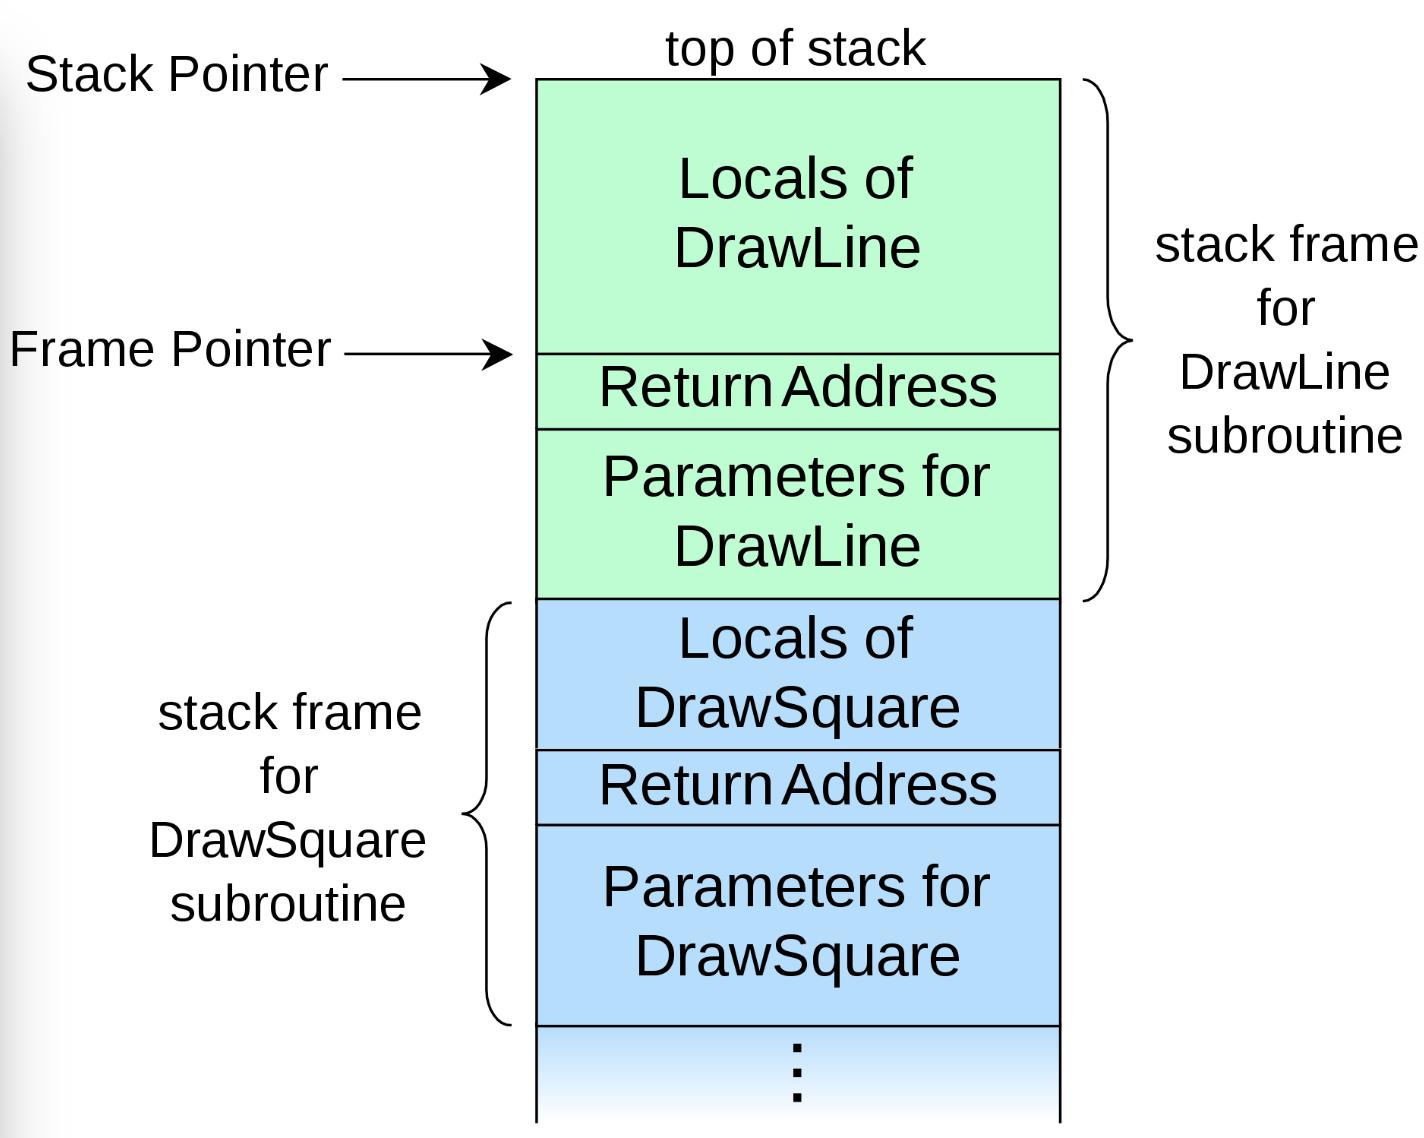 top of stack
Stack Pointer
Locals of
DrawLine
stack frame
for
DrawLine
subroutine
Frame Pointer
Return Address
Parameters for
DrawLine
Locals of
DrawSquare
stack frame
for
DrawSquare
subroutine
Return Address
Parameters for
DrawSquare
⋮